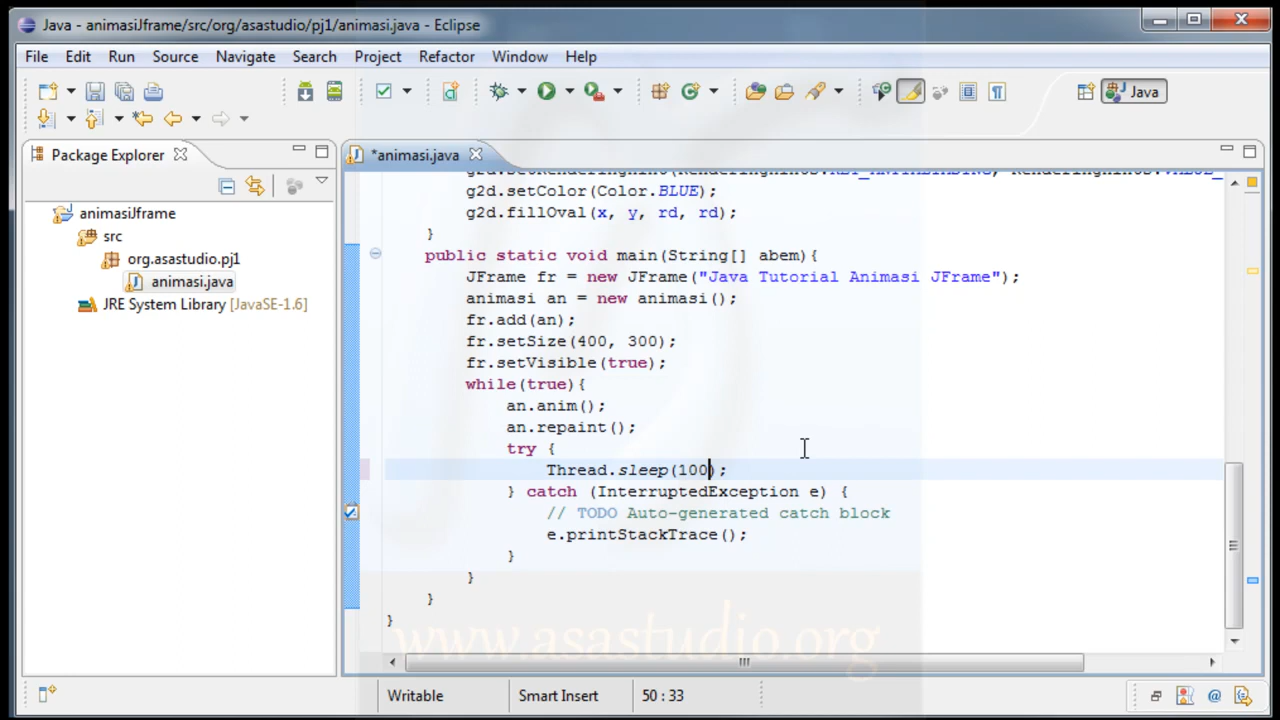 Java - animasiJframe/src/org/asastudio/pj1/animasi.java - Eclipse
File Edit Run Source Navigate Search Project Refactor Window Help
Java
Package Explorer
*animasi.java
animasiJframe
src
org.asastudio.pj1
animasi.java
JRE System Library [JavaSE-1.6]
g2d.setColor(Color.BLUE);
g2d.fillOval(x, y, rd, rd);
}
public static void main(String[] abem){
JFrame fr = new JFrame("Java Tutorial Animasi JFrame");
animasi an = new animasi();
fr.add(an);
fr.setSize(400, 300);
fr.setVisible(true);
while(true){
an.anim();
an.repaint();
try {
Thread.sleep(100);
} catch (InterruptedException e) {
// TODO Auto-generated catch block
e.printStackTrace();
}
}
}
}
www.asastudio.org
Writable Smart Insert 50 : 33